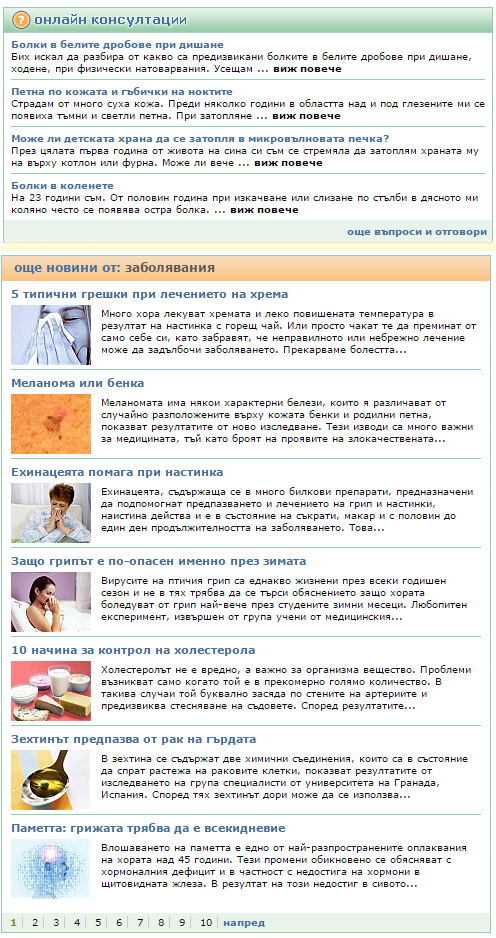 онлайн консултации
Болки в белите дробове при дишане
Бих искал да разбира от какво са предизвикани болките в белите дробове при дишане,
ходене, при физически натоварвания. Усещам ... виж повече
Петна по кожата и гъбички на ноктите
Страдам от много суха кожа. Преди няколко години в областта над и под глезените ми се
появиха тъмни и светли петна. При затопляне ... виж повече
Може ли детската храна да се затопля в микровълновата печка?
През цялата първа година от живота на сина си съм се стремяла да затоплям храната му
на върху котлон или фурна. Може ли вече ... виж повече
Болки в коленете
На 23 години съм. От половин година при изкачване или слизане по стълби в дясното ми
коляно често се появява остра болка. ... виж повече
още въпроси и отговори
още новини от: заболявания
5 типични грешки при лечението на хрема
Много хора лекуват хремата и леко повишената температура в
резултат на настинка с горещ чай. Или просто чакат те да преминат от
само себе си, като забравят, че неправилното или небрежно лечение
може да задълбочи заболяването. Прекарваме болестта...
Меланома или бенка
Меланомата има някои характерни белези, които я различават от
случайно разположените върху кожата бенки и родилни петна,
показват резултатите от ново изследване. Тези изводи са много важни
за медицината, тъй като броят на проявите на злокачествената...
Ехинацеята помага при настинка
Ехинацеята, съдържаща се в много билкови препарати, предназначени
да подпомогнат предпазването и лечението на грип и настинки,
наистина действа и е в състояние на съкрати, макар и с половин до
един ден продължителността на заболяването. Това...
Защо грипът е по-опасен именно през зимата
Вирусите на птичия грип са еднакво жизнени през всеки годишен
сезон и не в тях трябва да се търси обяснението защо хората
боледуват от грип най-вече през студените зимни месеци. Любопитен
експеримент, извършен от група учени от медицинския...
10 начина за контрол на холестерола
Холестеролът не е вредно, а важно за организма вещество. Проблеми
възникват само когато той е в прекомерно голямо количество. В
такива случаи той буквално засяда по стените на артериите и
предизвиква стесняване на съдовете. Според резултатите...
Зехтинът предпазва от рак на гърдата
В зехтина се съдържат две химични съединения, които са в състояние
да спрат растежа на раковите клетки, показват резултатите от
изследването на група специалисти от университета на Гранада,
Испания. Според тях зехтинът дори може да се използва...
Паметта: грижата трябва да е всекидневие
Влошаването на паметта е едно от най-разпространените оплаквания
на хората над 45 години. Тези промени обикновено се обясняват с
хормоналния дефицит и в частност с недостига на хормони в
щитовидната жлеза. В резултат на този недостиг в сивото...
1 | 2 | 3 | 4 | 5 | 6 | 7 | 8 | 9 | 10 | напред